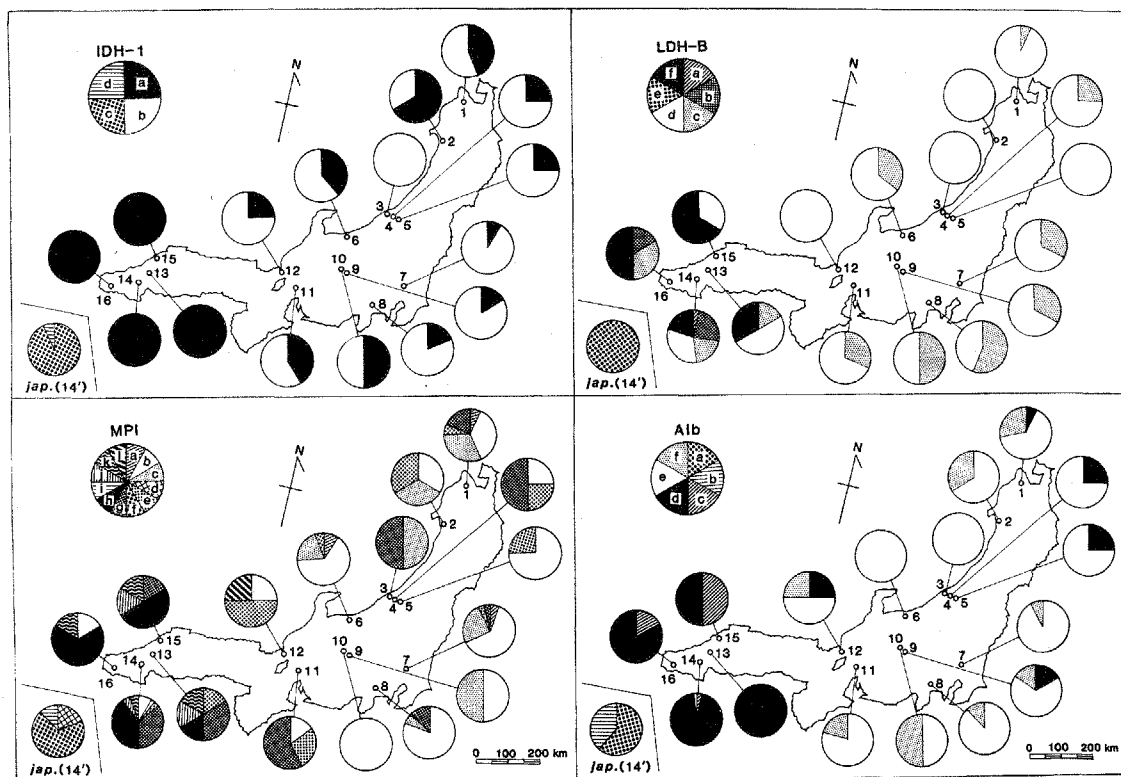 IDH-1
a
b
c
d
N
1
2
3
4
5
6
7
8
9
10
11
12
13
14
15
16
jap.(14')
LDH-B
a
b
c
d
e
f
N
1
2
3
4
5
6
7
8
9
10
11
12
13
14
15
16
jap.(14')
MPI
a
b
c
d
e
f
g
h
i
j
N
1
2
3
4
5
6
7
8
9
10
11
12
13
14
15
16
jap.(14')
0 100 200 km
Alb
a
b
c
d
e
f
N
1
2
3
4
5
6
7
8
9
10
11
12
13
14
15
16
jap.(14')
0 100 200 km